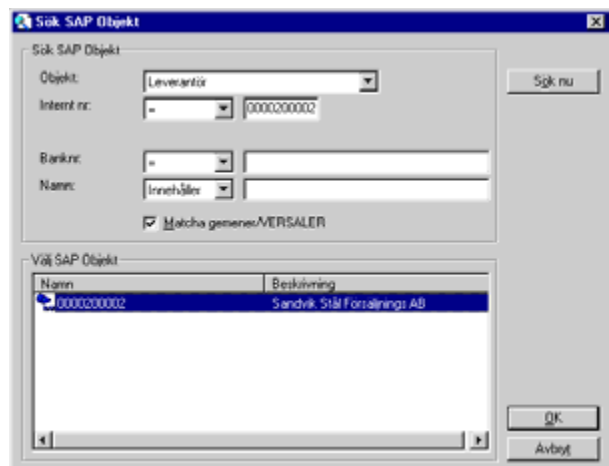 Sök SAP Objekt
Sök SAP Objekt
Objekt: Leverantör
Sök nu
Internt nr: = 0000200002
Banknr: =
Namn: Innehåller
Matcha gemener/VERSALER
Välj SAP Objekt
Namn Beskrivning
0000200002 Sandvik Stål Försäljnings AB
OK
Avbryt